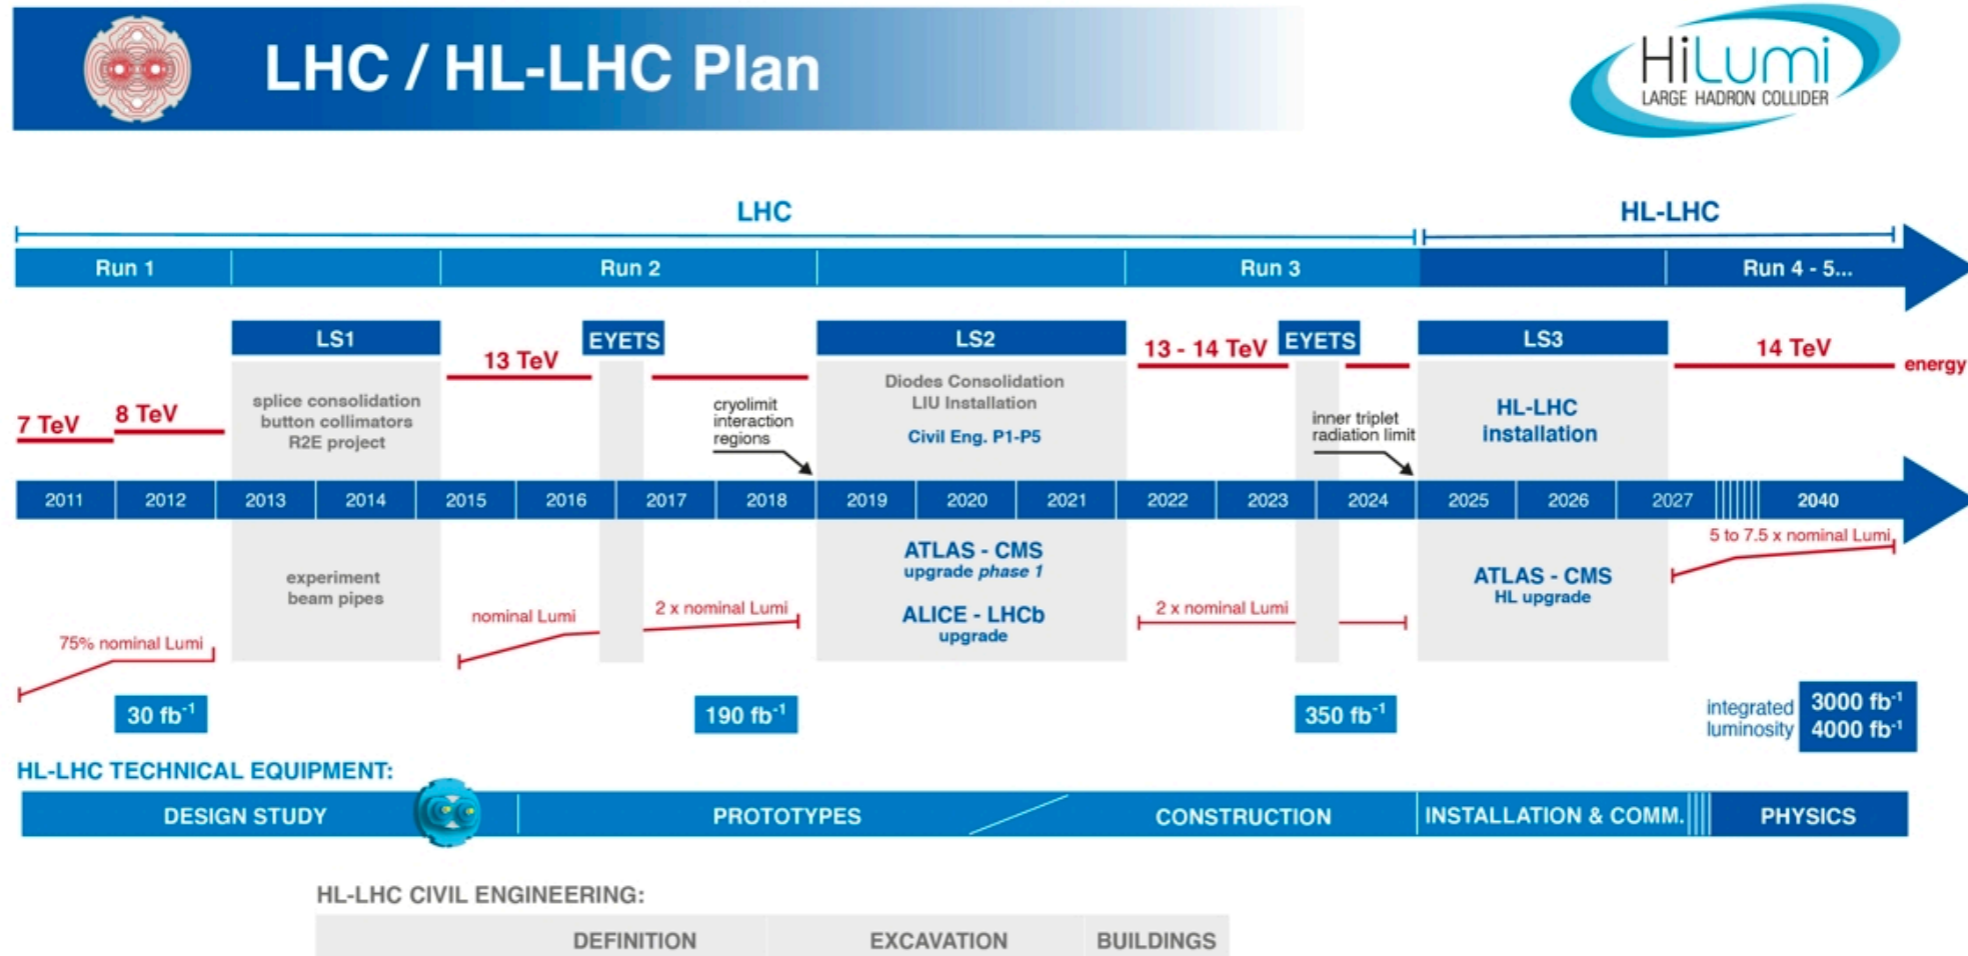 LHC / HL-LHC Plan
HiLumi
LARGE HADRON COLLIDER
LHC
HL-LHC
Run 1
Run 2
Run 3
Run 4 - 5...
LS1
EYETS
LS2
EYETS
LS3
13 TeV
13 - 14 TeV
14 TeV
energy
7 TeV
8 TeV
splice consolidation
button collimators
R2E project
cryolimit
interaction
regions
Diodes Consolidation
LIU Installation
Civil Eng. P1-P5
inner triplet
radiation limit
HL-LHC
installation
2011 2012 2013 2014 2015 2016 2017 2018 2019 2020 2021 2022 2023 2024 2025 2026 2027 2040
5 to 7.5 x nominal Lumi
experiment
beam pipes
ATLAS - CMS
upgrade phase 1
ALICE - LHCb
upgrade
ATLAS - CMS
HL upgrade
75% nominal Lumi
nominal Lumi
2 x nominal Lumi
2 x nominal Lumi
30 fb⁻¹
190 fb⁻¹
350 fb⁻¹
integrated
luminosity
3000 fb⁻¹
4000 fb⁻¹
HL-LHC TECHNICAL EQUIPMENT:
DESIGN STUDY
PROTOTYPES
CONSTRUCTION
INSTALLATION & COMM.
PHYSICS
HL-LHC CIVIL ENGINEERING:
DEFINITION
EXCAVATION
BUILDINGS